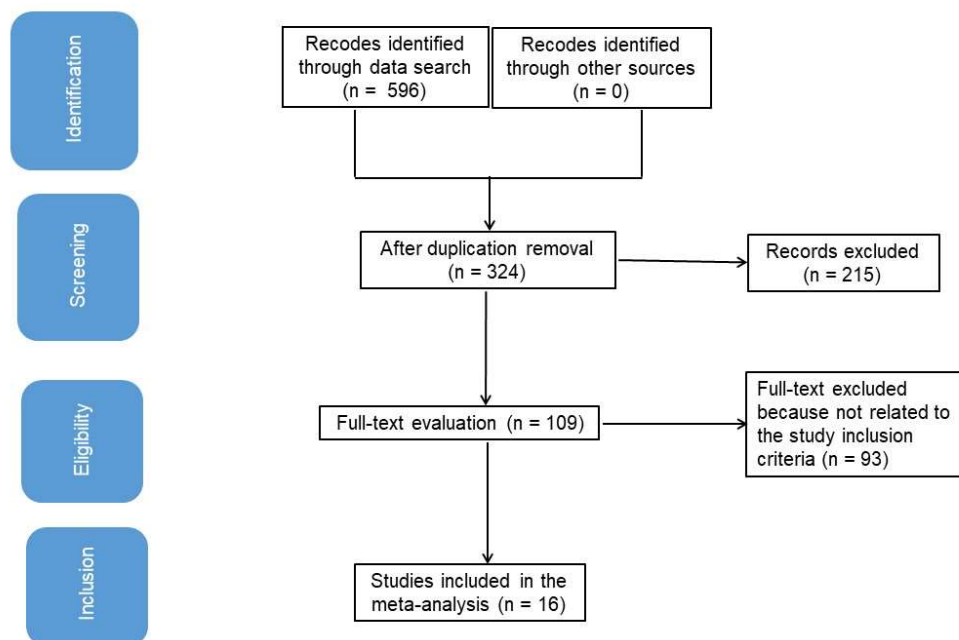 Identification
Recodes identified
through data search
(n =  596)
Recodes identified
through other sources
(n = 0)
Screening
After duplication removal
(n = 324)
Records excluded
(n = 215)
Eligibility
Full-text evaluation (n = 109)
Full-text excluded
because not related to
the study inclusion
criteria (n = 93)
Inclusion
Studies included in the
meta-analysis (n = 16)